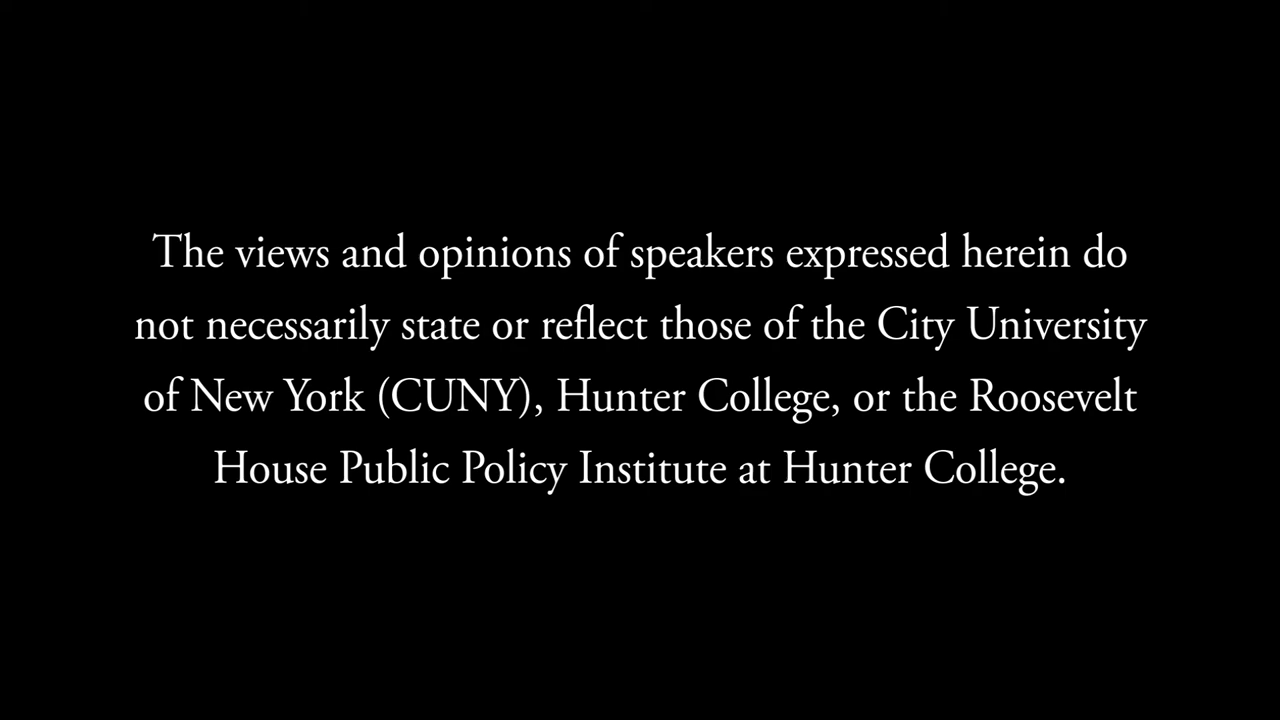 The views and opinions of speakers expressed herein do
not necessarily state or reflect those of the City University
of New York (CUNY), Hunter College, or the Roosevelt
House Public Policy Institute at Hunter College.